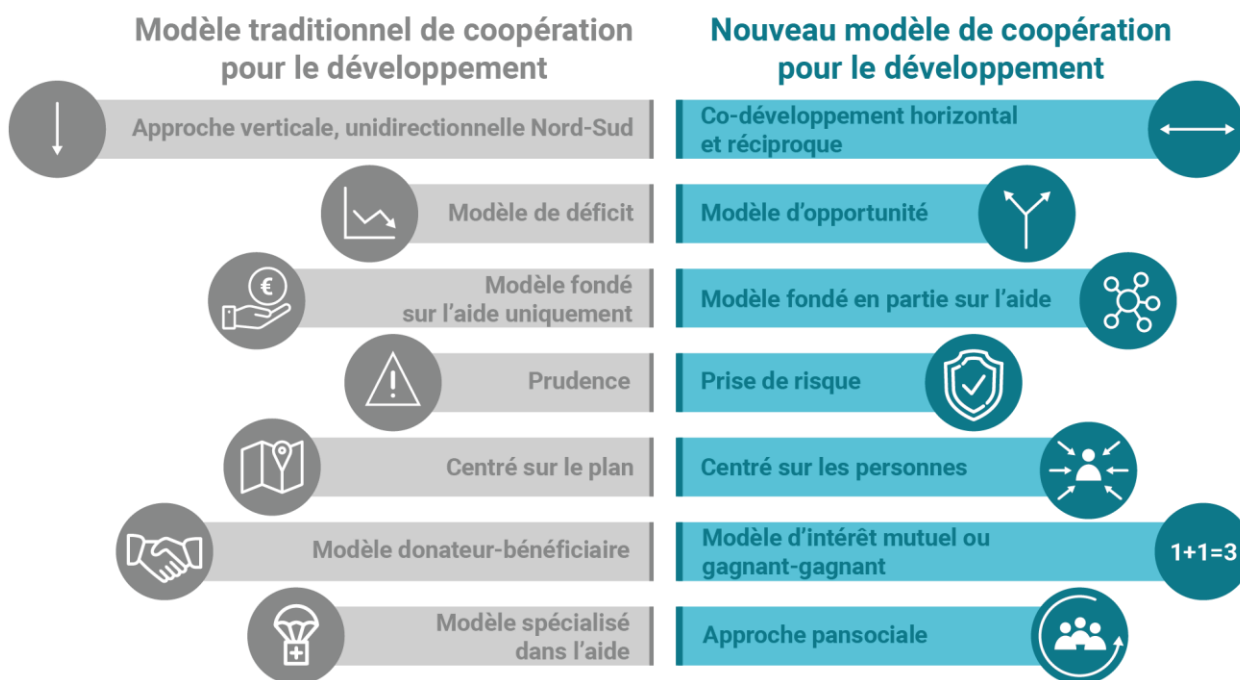 Modèle traditionnel de coopération
pour le développement
Nouveau modèle de coopération
pour le développement
Approche verticale, unidirectionnelle Nord-Sud
Co-développement horizontal
et réciproque
Modèle de déficit
Modèle d’opportunité
€
Modèle fondé
sur l’aide uniquement
Modèle fondé en partie sur l’aide
!
Prudence
Prise de risque
Centré sur le plan
Centré sur les personnes
Modèle donateur-bénéficiaire
Modèle d’intérêt mutuel ou
gagnant-gagnant
1+1=3
Modèle spécialisé
dans l’aide
Approche pansociale